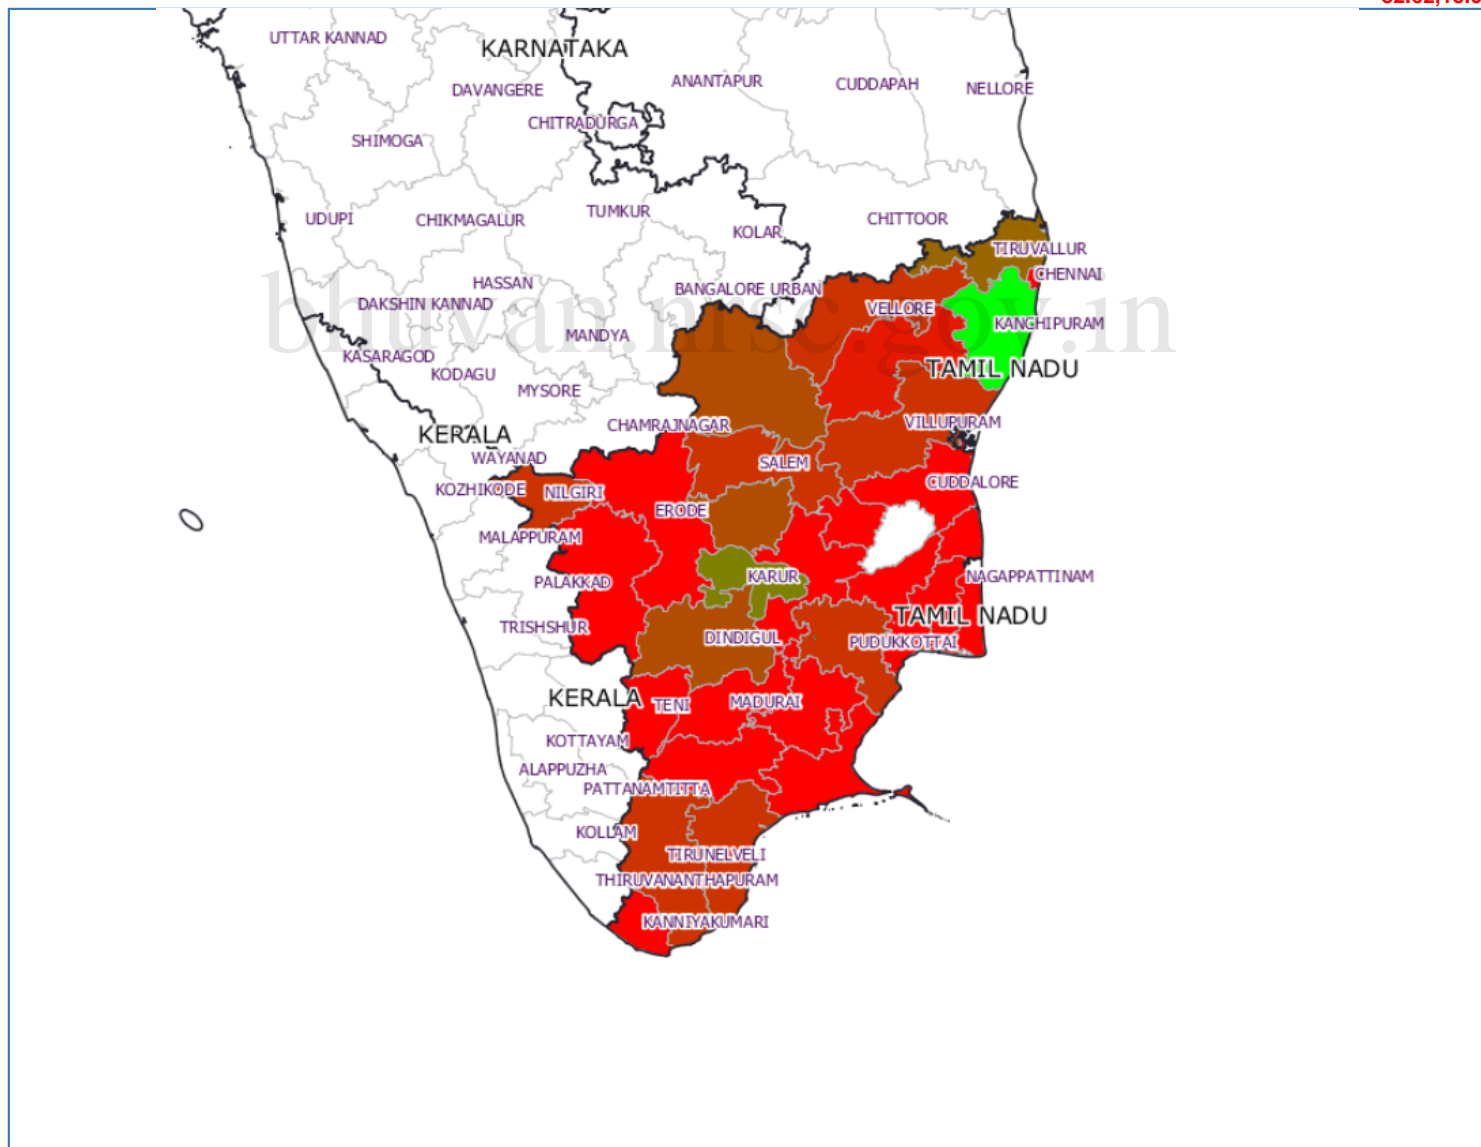 UTTAR KANNAD
KARNATAKA
DAVANGERE
ANANTAPUR
CUDDAPAH
NELLORE
CHITRADURGA
SHIMOGA
UDUPI
CHIKMAGALUR
TUMKUR
KOLAR
CHITTOOR
TIRUVALLUR
CHENNAI
HASSAN
BANGALORE URBAN
DAKSHIN KANNAD
VELLORE
bhuvan.nrsc.gov.in
KANCHIPURAM
MANDYA
KASARAGOD
KODAGU
TAMIL NADU
MYSORE
CHAMRAJNAGAR
VILLUPURAM
KERALA
WAYANAD
SALEM
KOZHIKODE
NILGIRI
CUDDALORE
ERODE
MALAPPURAM
PALAKKAD
KARUR
NAGAPPATTINAM
TAMIL NADU
TRISHSHUR
DINDIGUL
PUDUKKOTTAI
KERALA
TENI
MADURAI
KOTTAYAM
ALAPPUZHA
PATTANAMTITTA
KOLLAM
TIRUNELVELI
THIRUVANANTHAPURAM
KANNIYAKUMARI